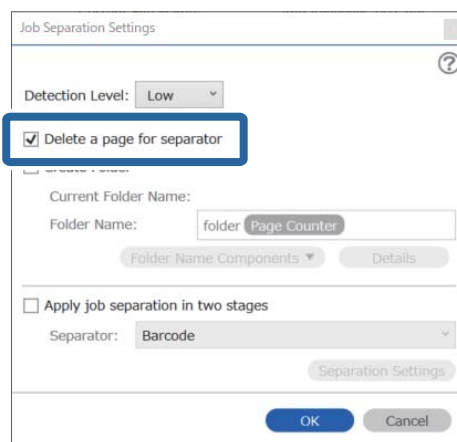 Job Separation Settings
?
Detection Level: Low
Delete a page for separator
Current Folder Name:
Folder Name: folder Page Counter
Folder Name Components ▼ Details
Apply job separation in two stages
Separator: Barcode
Separation Settings
OK Cancel